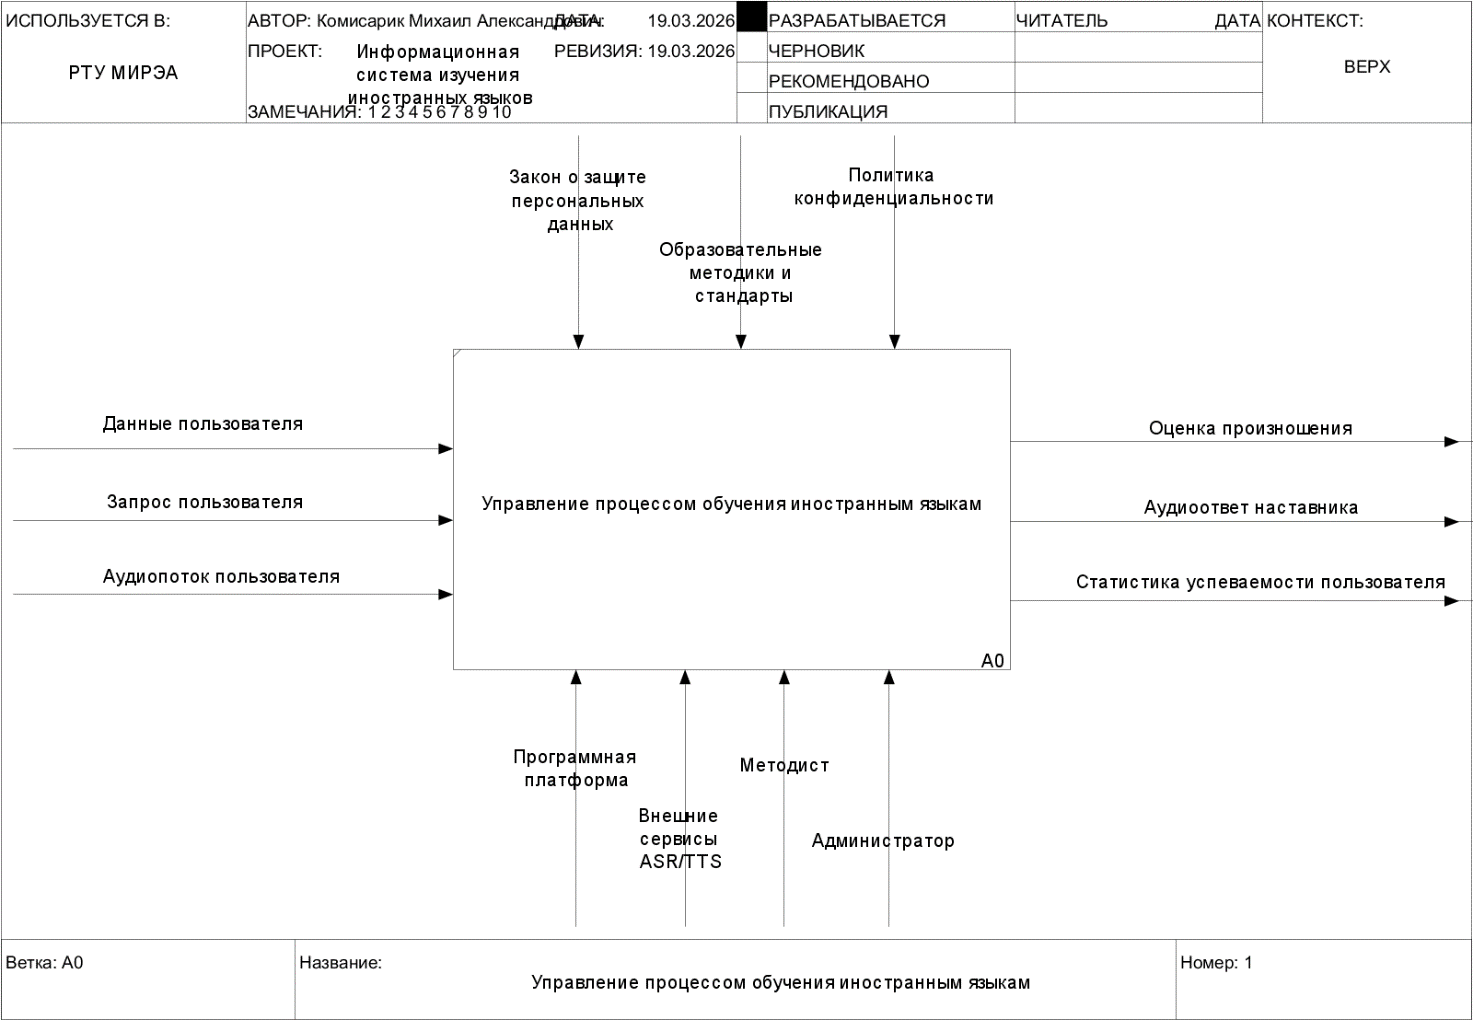 ИСПОЛЬЗУЕТСЯ В:
РТУ МИРЭА
АВТОР: Комисарик Михаил Александрович
ДАТА: 19.03.2026
ПРОЕКТ: Информационная
система изучения
иностранных языков
РЕВИЗИЯ: 19.03.2026
ЗАМЕЧАНИЯ: 1 2 3 4 5 6 7 8 9 10
РАЗРАБАТЫВАЕТСЯ
ЧЕРНОВИК
РЕКОМЕНДОВАНО
ПУБЛИКАЦИЯ
ЧИТАТЕЛЬ
ДАТА
КОНТЕКСТ:
ВЕРХ
Закон о защите
персональных
данных
Образовательные
методики и
стандарты
Политика
конфиденциальности
Данные пользователя
Запрос пользователя
Аудиопоток пользователя
Управление процессом обучения иностранным языкам
A0
Оценка произношения
Аудиоответ наставника
Статистика успеваемости пользователя
Программная
платформа
Внешние
сервисы
ASR/TTS
Методист
Администратор
Ветка: A0
Название:
Управление процессом обучения иностранным языкам
Номер: 1